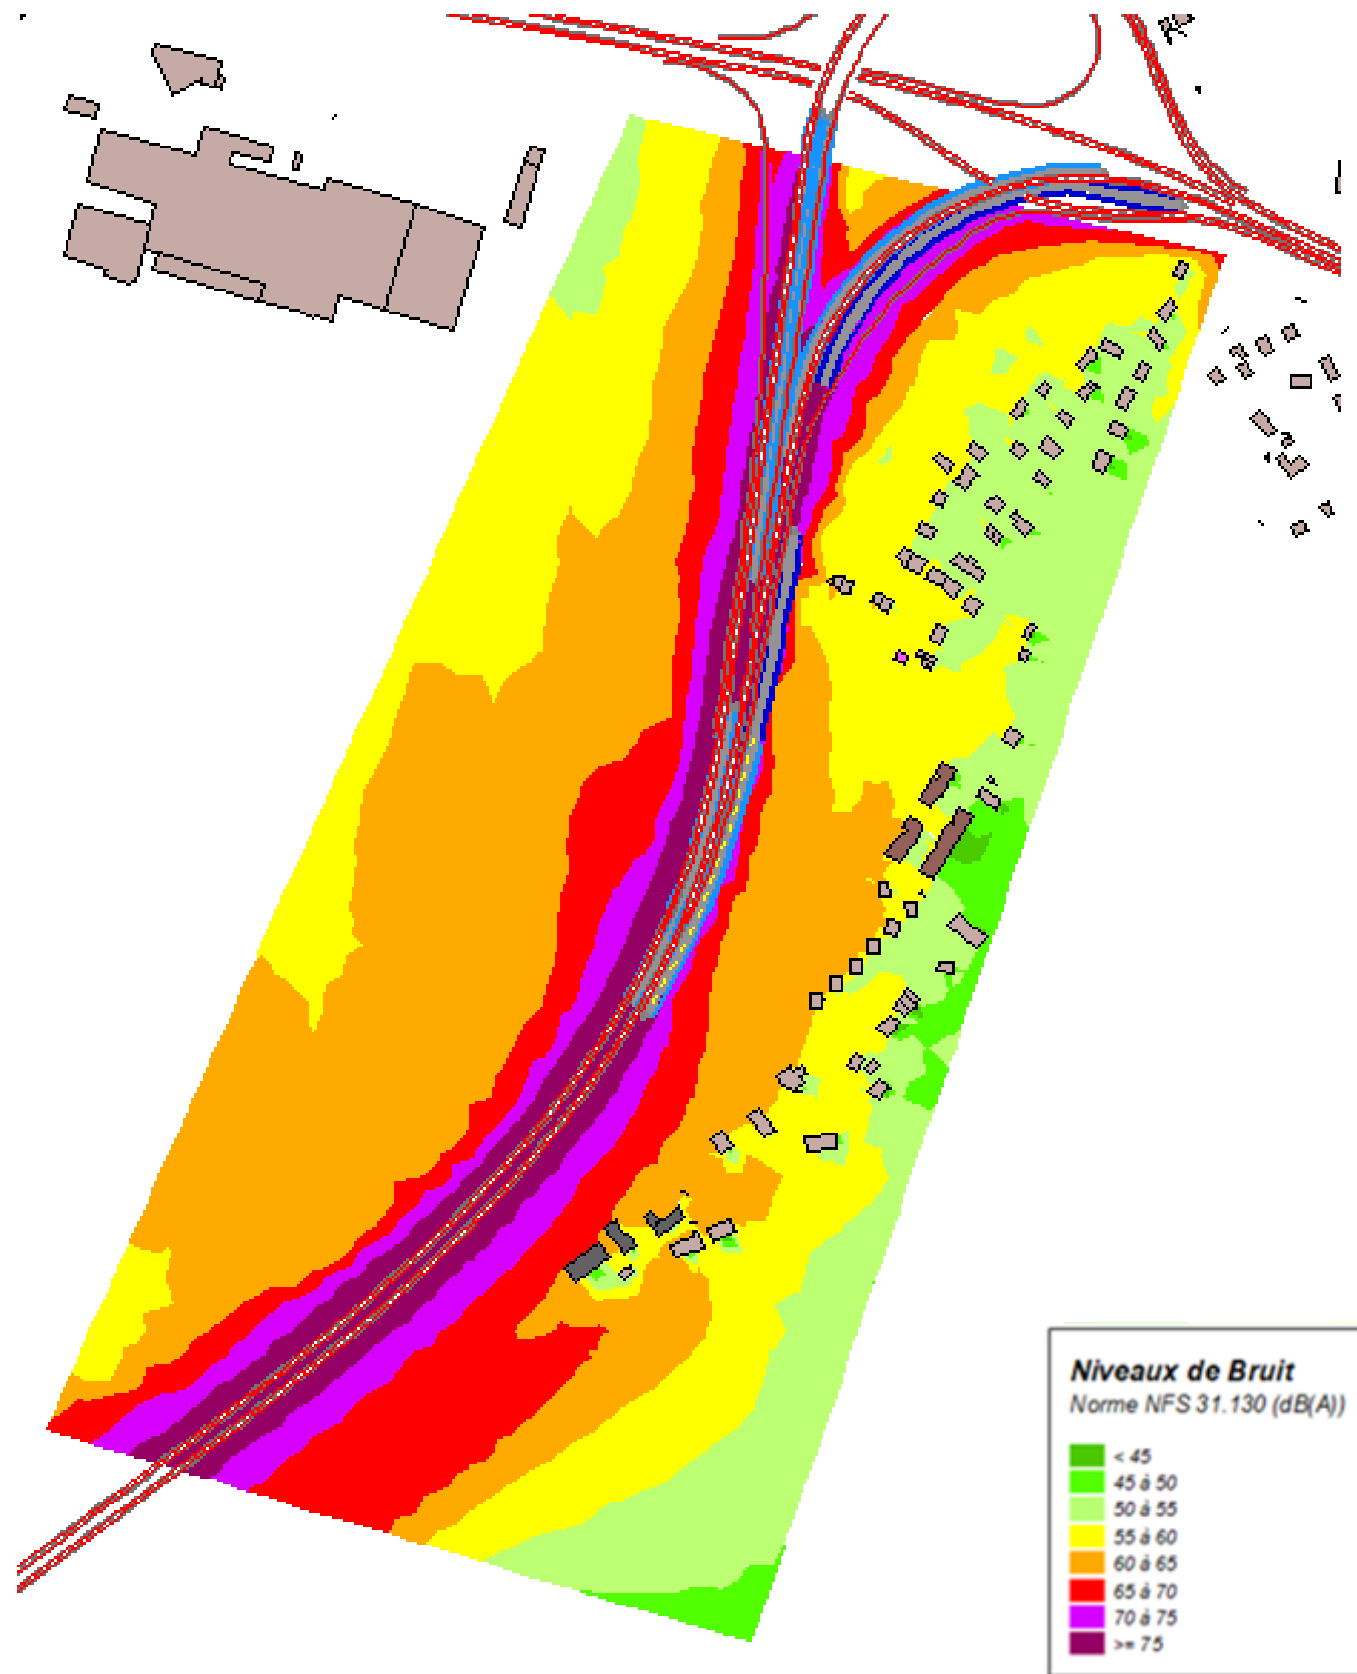 Niveaux de Bruit
Norme NFS 31.130 (dB(A))
< 45
45 à 50
50 à 55
55 à 60
60 à 65
65 à 70
70 à 75
>= 75